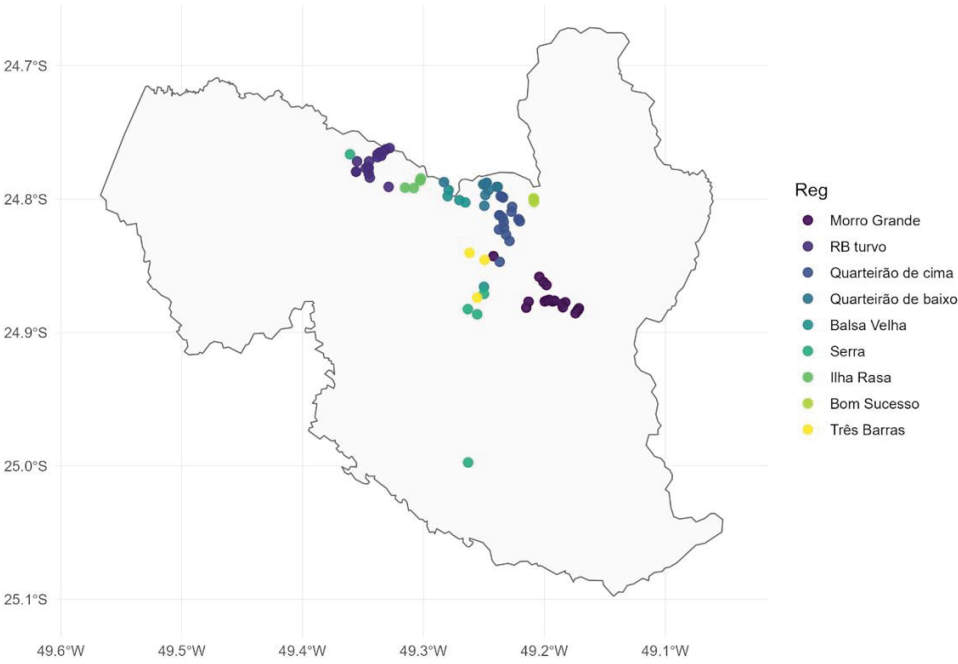 24.7°S
24.8°S
24.9°S
25.0°S
25.1°S
49.6°W
49.5°W
49.4°W
49.3°W
49.2°W
49.1°W
Reg
Morro Grande
RB turvo
Quarteirão de cima
Quarteirão de baixo
Balsa Velha
Serra
Ilha Rasa
Bom Sucesso
Três Barras